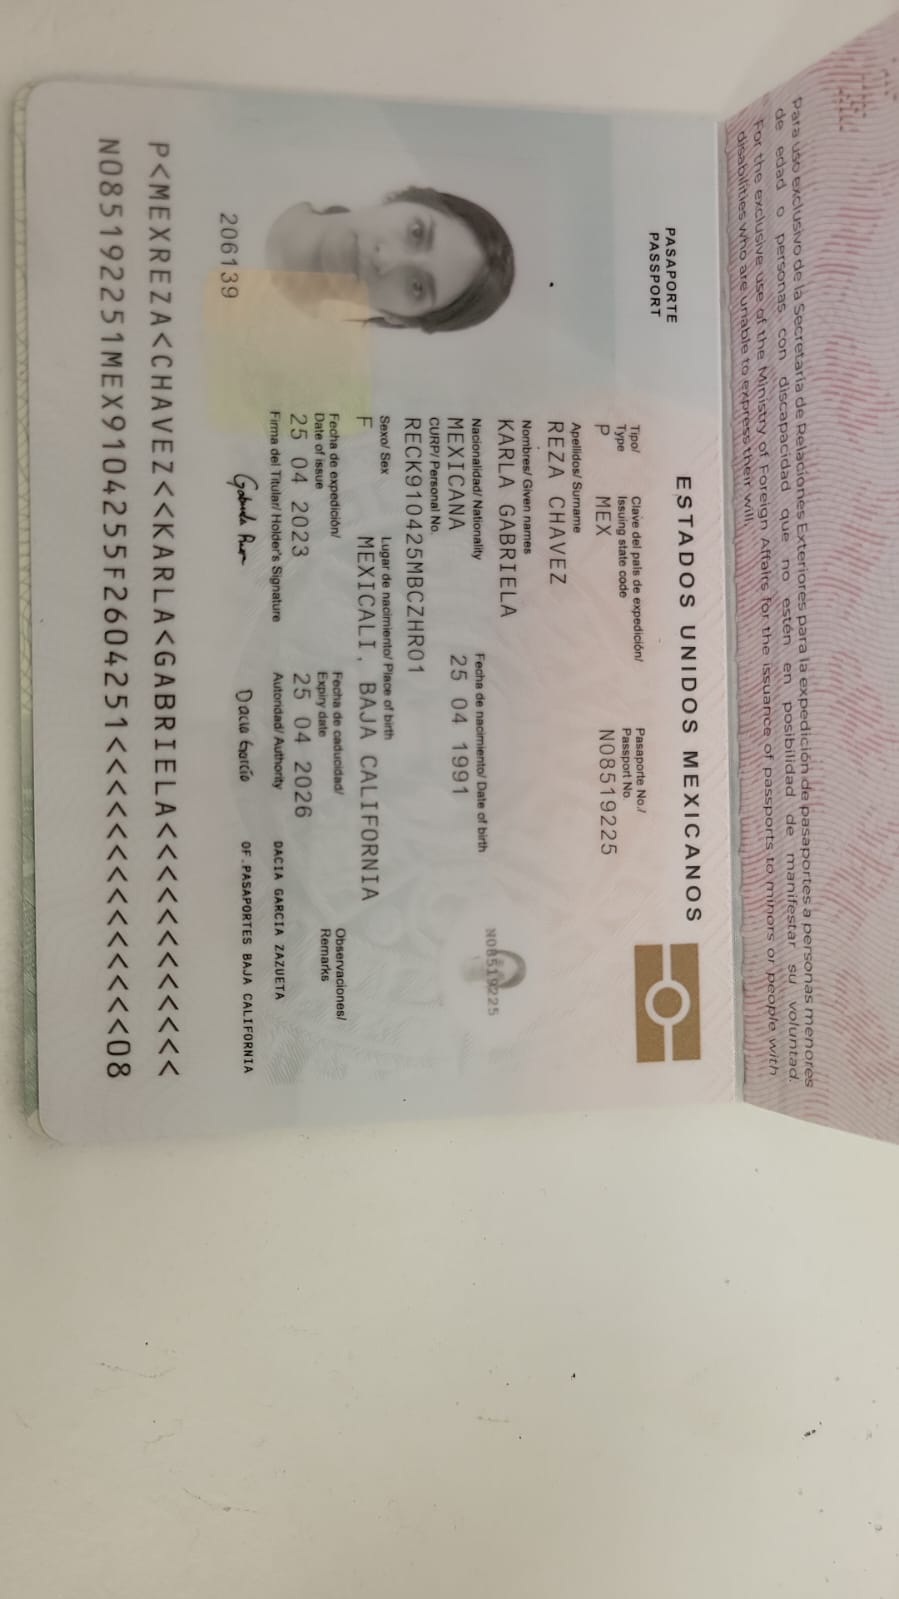 Para uso exclusivo de la Secretaría de Relaciones Exteriores para la expedición de pasaportes a personas menores
de edad o personas con discapacidad que no estén en posibilidad de manifestar su voluntad.
For the exclusive use of the Ministry of Foreign Affairs for the issuance of passports to minors or people with
disabilities who are unable to express their will.
ESTADOS UNIDOS MEXICANOS
PASAPORTE
PASSPORT
Tipo/ Clave del país de expedición/ Pasaporte No./
Type Issuing state code Passport No.
P MEX N08519225
Apellidos/ Surname
REZA CHAVEZ
Nombres/ Given names
KARLA GABRIELA
Nacionalidad/ Nationality Fecha de nacimiento/ Date of birth
MEXICANA 25 04 1991
N08519225
CURP/ Personal No.
RECK910425MBCZHR01
Sexo/ Sex Lugar de nacimiento/ Place of birth
F MEXICALI, BAJA CALIFORNIA
Fecha de expedición/ Fecha de caducidad/ Observaciones/
Date of issue Expiry date Remarks
25 04 2023 25 04 2026
Firma del Titular/ Holder's Signature Autoridad/ Authority DACIA GARCIA ZAZUETA
Dacia García OF.PASAPORTES BAJA CALIFORNIA
206139
P<MEXREZA<CHAVEZ<<KARLA<GABRIELA<<<<<<<<<<<<
N085192251MEX9104255F2604251<<<<<<<<<<<<<<08